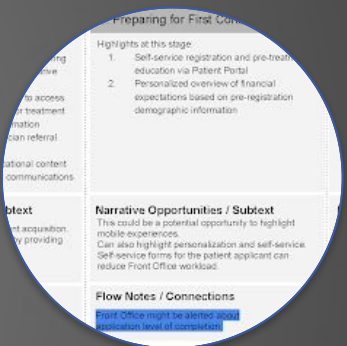 Preparing for First Con
Highlights at this stage:
1. Self-service registration and pre-treatm
education via Patient Portal
2. Personalized overview of financial
expectations based on pre-registration
demographic information
to access
or treatment
mation
cian referral
ational content
communications
btext
nt acquisition.
by providing
Narrative Opportunities / Subtext
This could be a potential opportunity to highlight
mobile experiences.
Can also highlight personalization and self-service.
Self-service forms for the patient applicant can
reduce Front Office workload.
Flow Notes / Connections
Front Office might be alerted about
application level of completion.